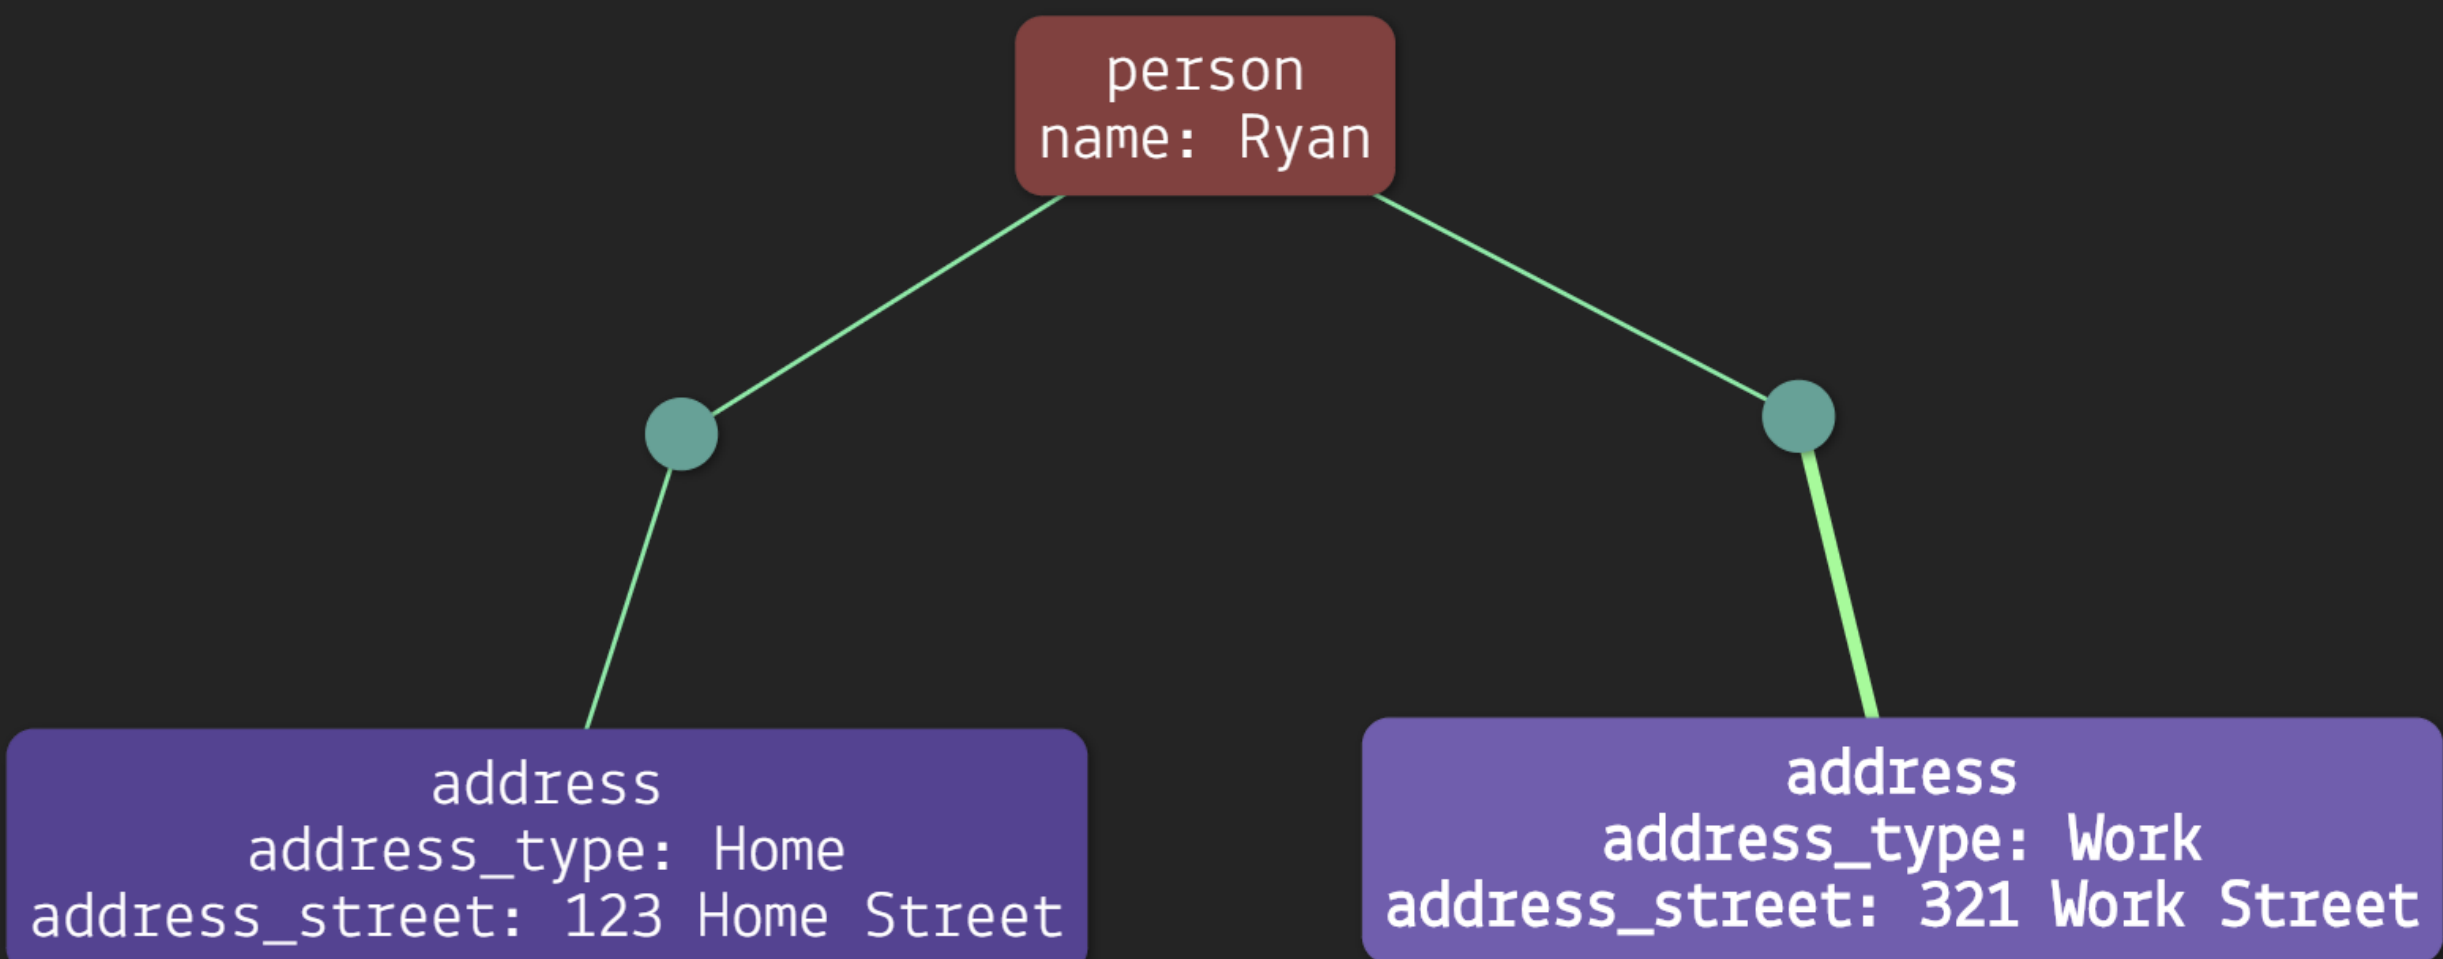 person
name: Ryan
address
address_type: Home
address_street: 123 Home Street
address
address_type: Work
address_street: 321 Work Street